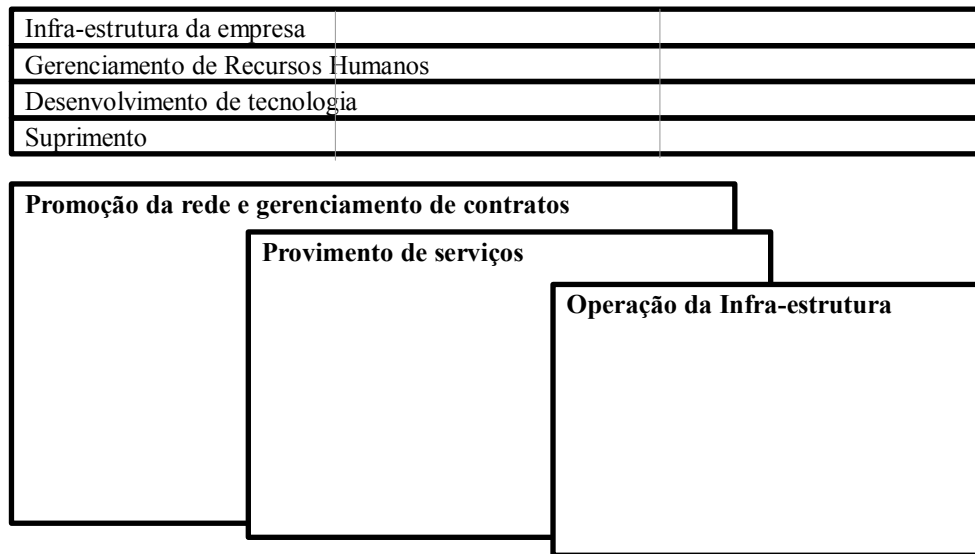 Infra-estrutura da empresa
Gerenciamento de Recursos Humanos
Desenvolvimento de tecnologia
Suprimento
Promoção da rede e gerenciamento de contratos
Provimento de serviços
Operação da Infra-estrutura